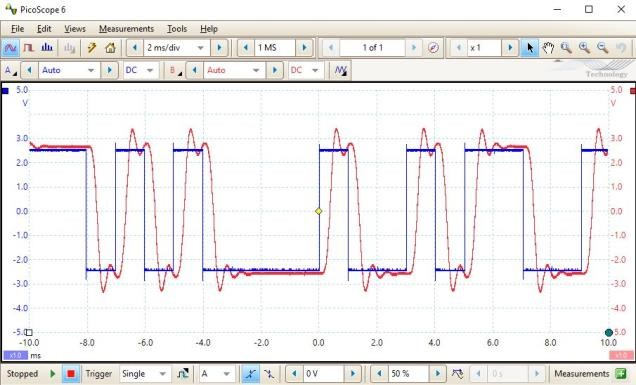 PicoScope 6
File Edit Views Measurements Tools Help
2 ms/div 1 MS 1 of 1 x 1
A Auto DC B Auto DC
Technology
5.0 5.0
V V
3.0 3.0
2.0 2.0
1.0 1.0
0.0 0.0
-1.0 -1.0
-2.0 -2.0
-3.0 -3.0
-4.0 -4.0
-5.0 -5.0
-10.0 -8.0 -6.0 -4.0 -2.0 0.0 2.0 4.0 6.0 8.0 10.0
x1.0 ms x1.0
Stopped Trigger Single A 0 V 50 % 0 s Measurements